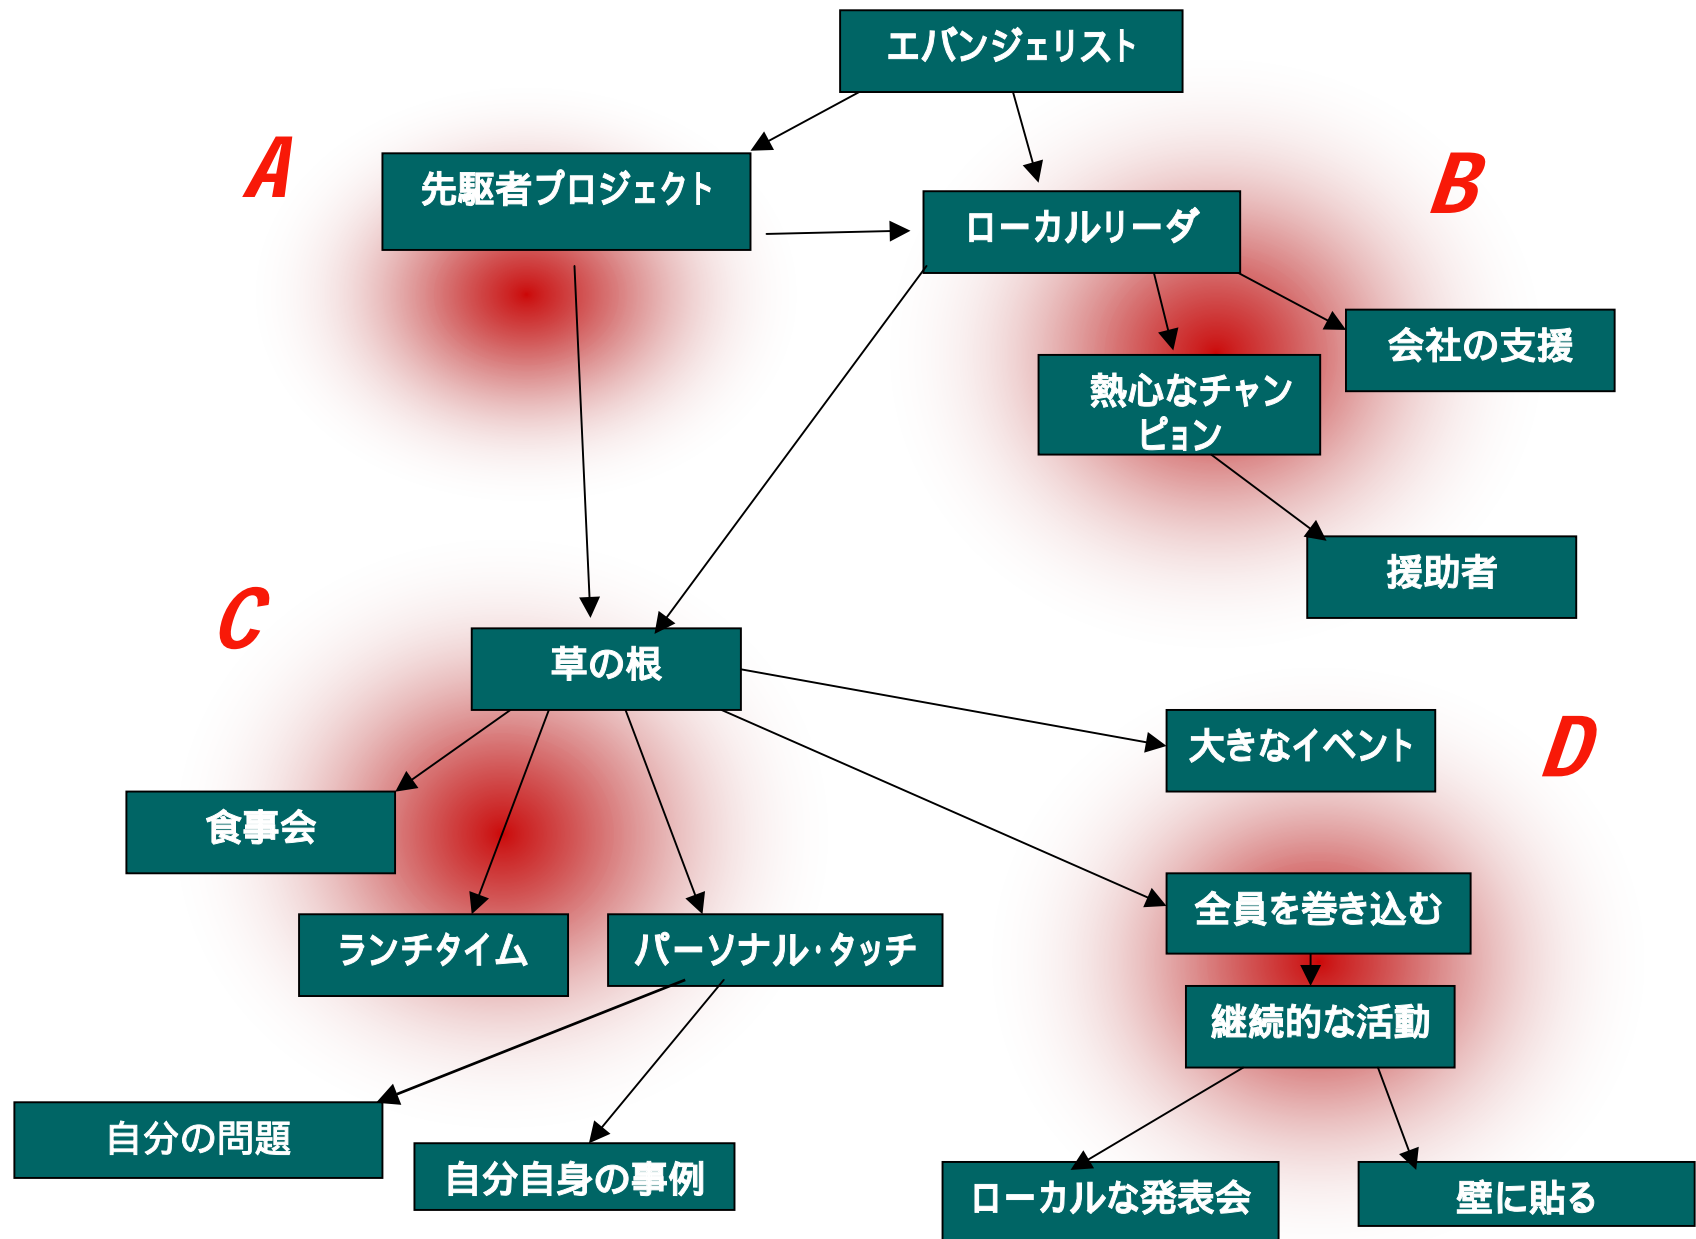 エバンジェリスト
A
先駆者プロジェクト
B
ローカルリーダ
会社の支援
熱心なチャン
ピョン
援助者
C
草の根
大きなイベント
D
食事会
全員を巻き込む
ランチタイム
パーソナル・タッチ
継続的な活動
自分の問題
自分自身の事例
ローカルな発表会
壁に貼る